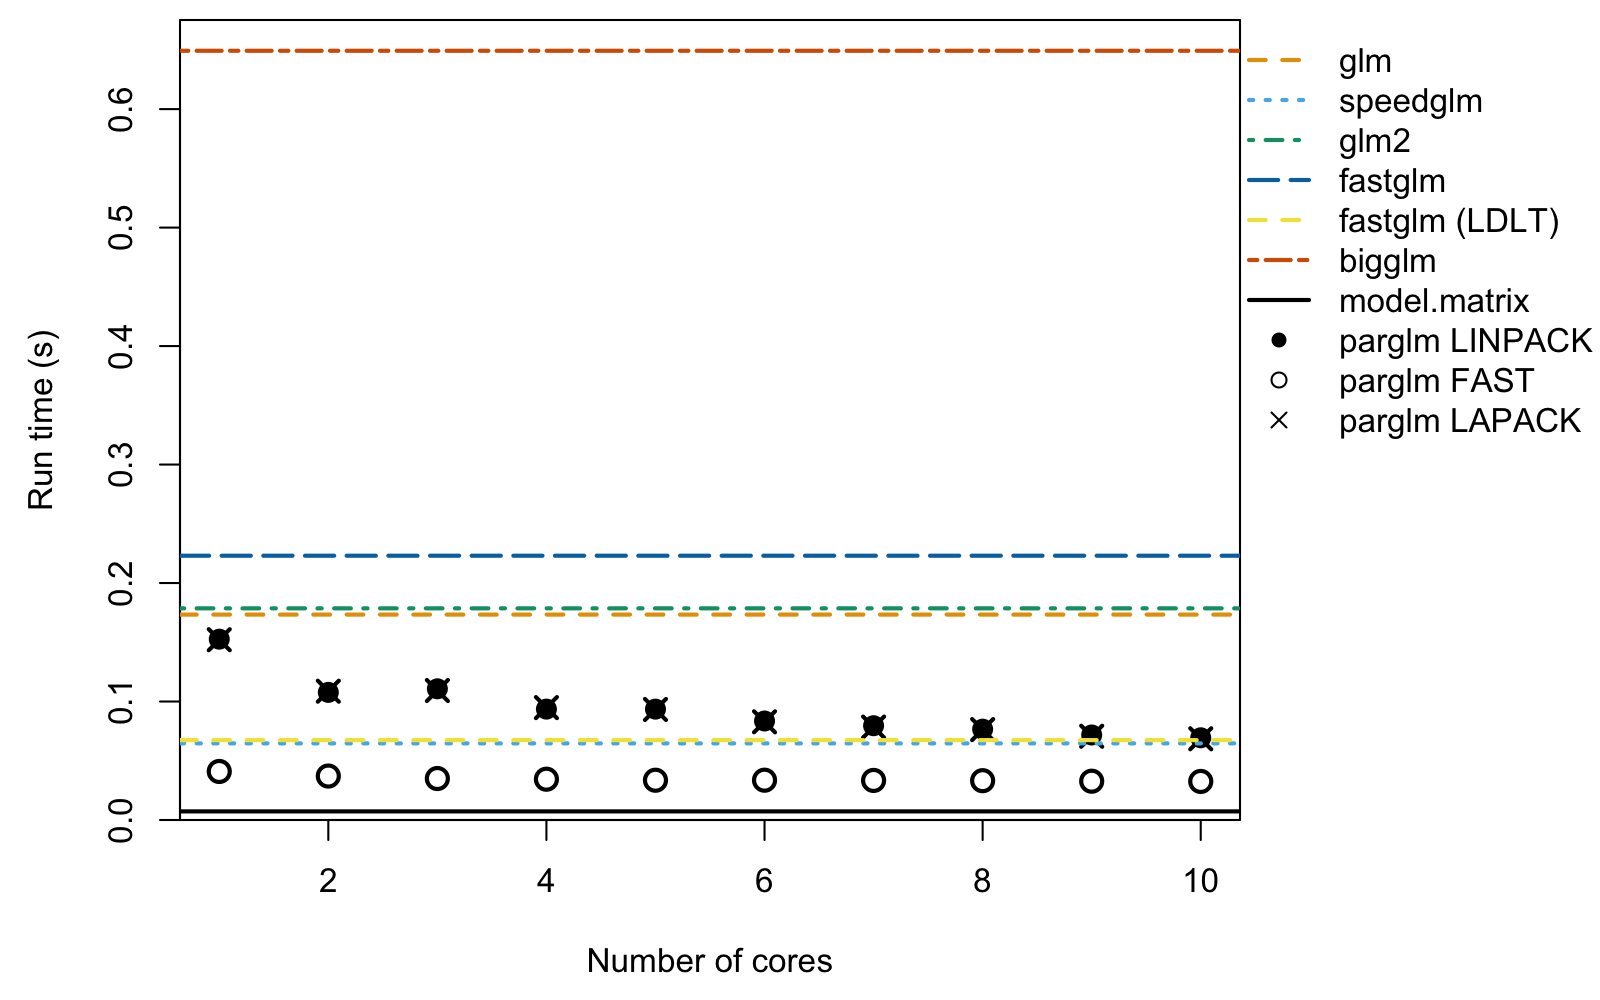 Run time (s)
0.6
0.5
0.4
0.3
0.2
0.1
0.0
2 4 6 8 10
Number of cores
glm
speedglm
glm2
fastglm
fastglm (LDLT)
bigglm
model.matrix
parglm LINPACK
parglm FAST
parglm LAPACK